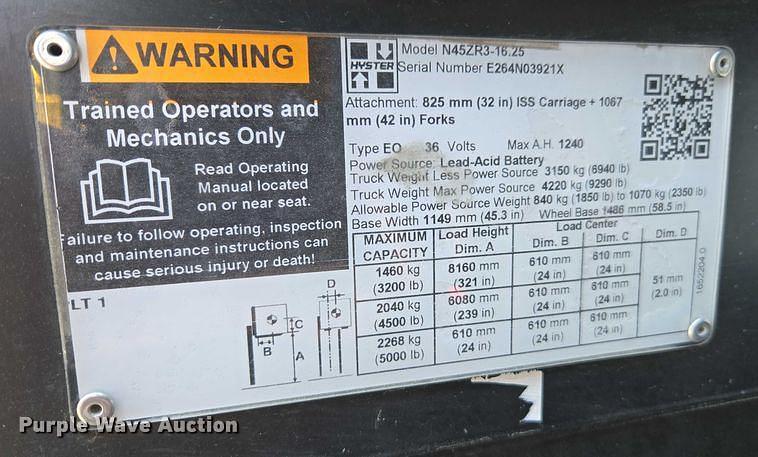 WARNING
Trained Operators and
Mechanics Only
Read Operating
Manual located
on or near seat.
Failure to follow operating, inspection
and maintenance instructions can
cause serious injury or death!
LT 1
D
C
B
A
HYSTER
Model N45ZR3-16.25
Serial Number E264N03921X
Attachment: 825 mm (32 in) ISS Carriage + 1067
mm (42 in) Forks
Type EO 36 Volts Max A.H. 1240
Power Source: Lead-Acid Battery
Truck Weight Less Power Source 3150 kg (6940 lb)
Truck Weight Max Power Source 4220 kg (9290 lb)
Allowable Power Source Weight 840 kg (1850 lb) to 1070 kg (2350 lb)
Base Width 1149 mm (45.3 in) Wheel Base 1486 mm (58.5 in)
MAXIMUM CAPACITY Load Height Dim. A Load Center Dim. B Dim. C Dim. D
1460 kg (3200 lb) 8160 mm (321 in) 610 mm (24 in) 610 mm (24 in)
2040 kg (4500 lb) 6080 mm (239 in) 610 mm (24 in) 610 mm (24 in) 51 mm (2.0 in)
2268 kg (5000 lb) 610 mm (24 in) 610 mm (24 in) 610 mm (24 in)
1652204 0
Purple Wave Auction